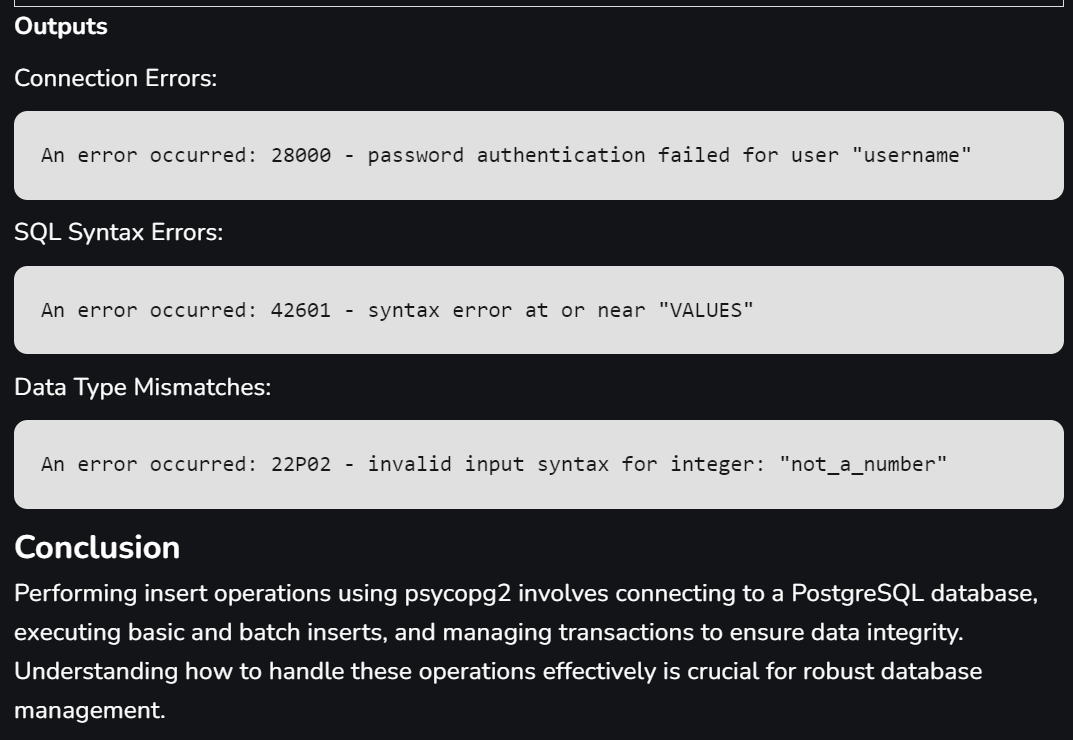 Outputs
Connection Errors:
An error occurred: 28000 - password authentication failed for user "username"
SQL Syntax Errors:
An error occurred: 42601 - syntax error at or near "VALUES"
Data Type Mismatches:
An error occurred: 22P02 - invalid input syntax for integer: "not_a_number"
Conclusion
Performing insert operations using psycopg2 involves connecting to a PostgreSQL database,
executing basic and batch inserts, and managing transactions to ensure data integrity.
Understanding how to handle these operations effectively is crucial for robust database
management.